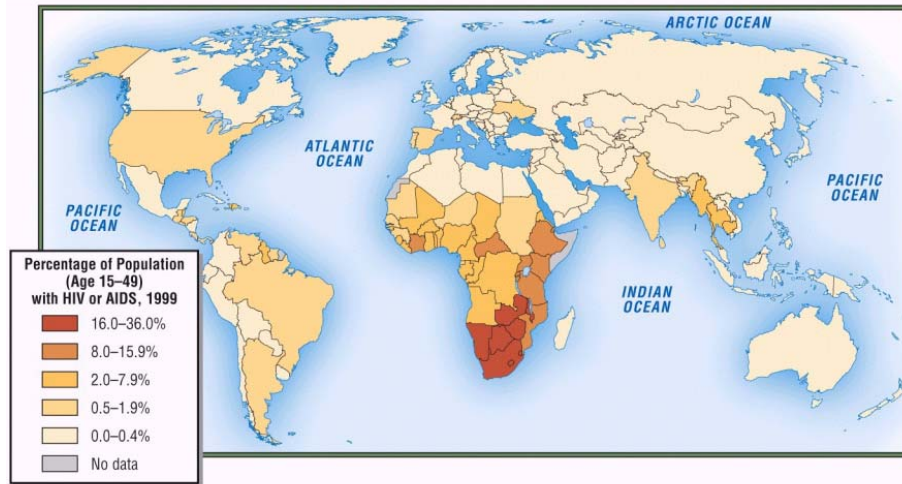 ARCTIC OCEAN
ATLANTIC
OCEAN
PACIFIC
OCEAN
PACIFIC
OCEAN
INDIAN
OCEAN
Percentage of Population
(Age 15–49)
with HIV or AIDS, 1999
16.0–36.0%
8.0–15.9%
2.0–7.9%
0.5–1.9%
0.0–0.4%
No data